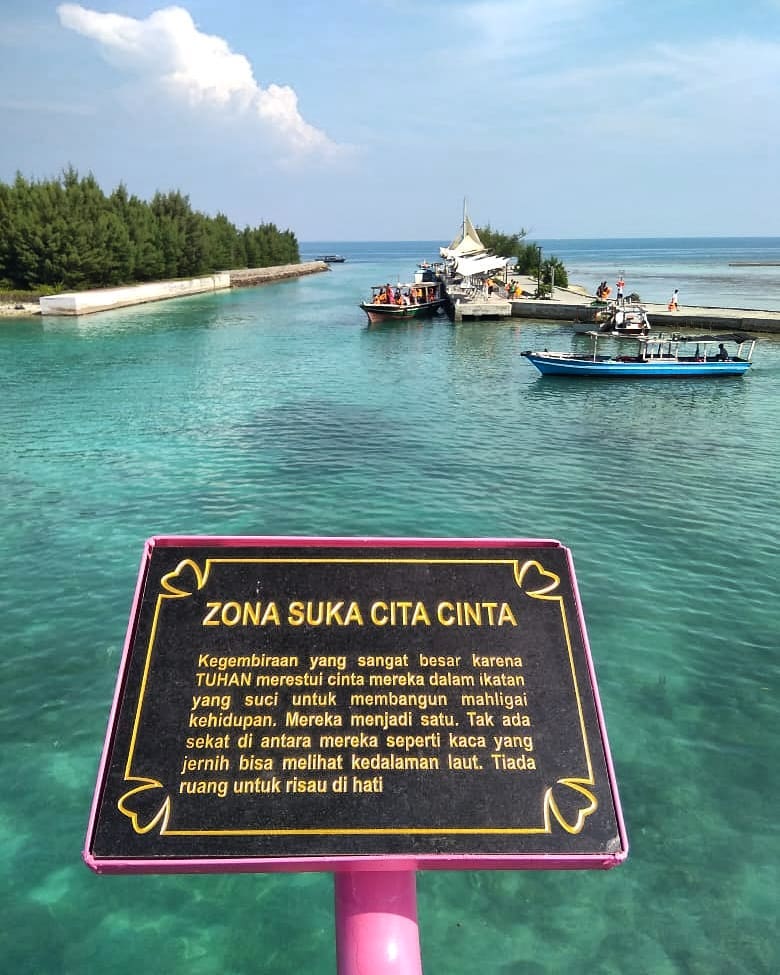 ZONA SUKA CITA CINTA
Kegembiraan yang sangat besar karena
TUHAN merestui cinta mereka dalam ikatan
yang suci untuk membangun mahligai
kehidupan. Mereka menjadi satu. Tak ada
sekat di antara mereka seperti kaca yang
jernih bisa melihat kedalaman laut. Tiada
ruang untuk risau di hati